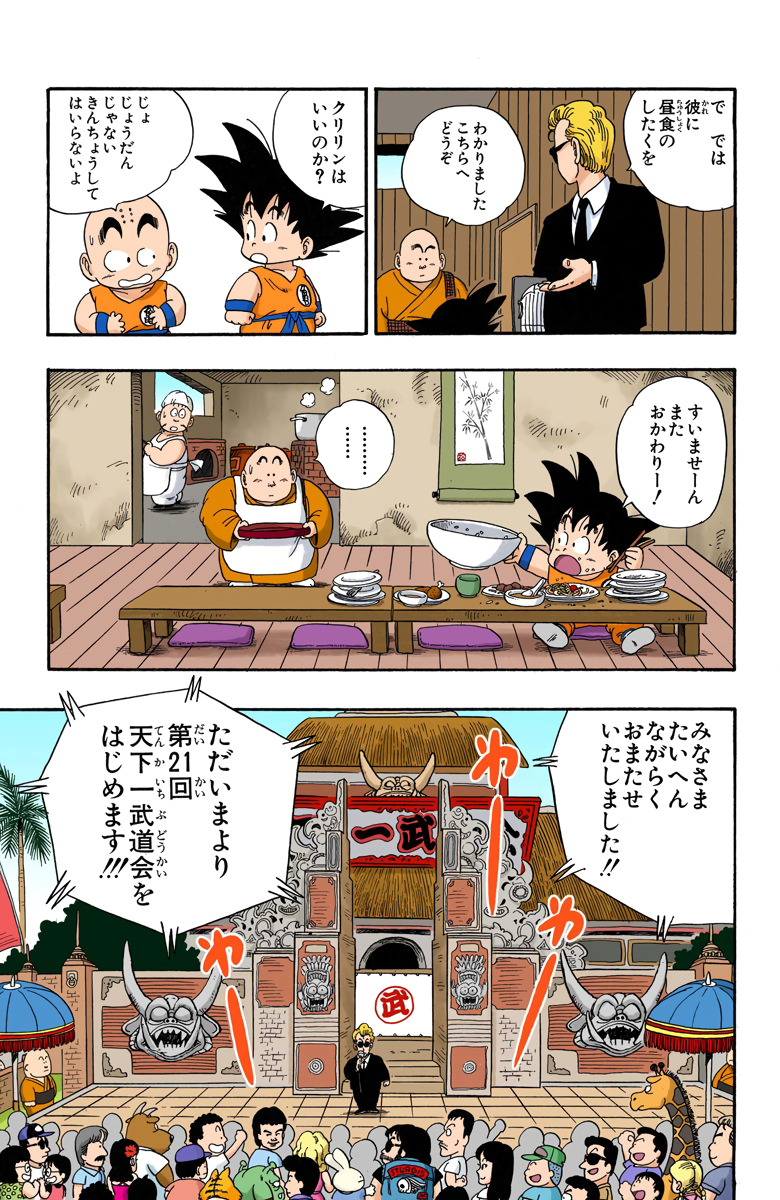 で では
彼に
昼食の
したくを
わかりました
こちらへ
どうぞ
クリリンは
いいのか?
じょ
じょうだん
じゃない
きんちょうして
はいらないよ
すいませーん
また
おかわりー!
………
………
みなさま
たいへん
ながらく
おまたせ
いたしました!!
ただいまより
第21回
天下一武道会を
はじめます!!!
わー
わー
わー
一武
武
STURDIS